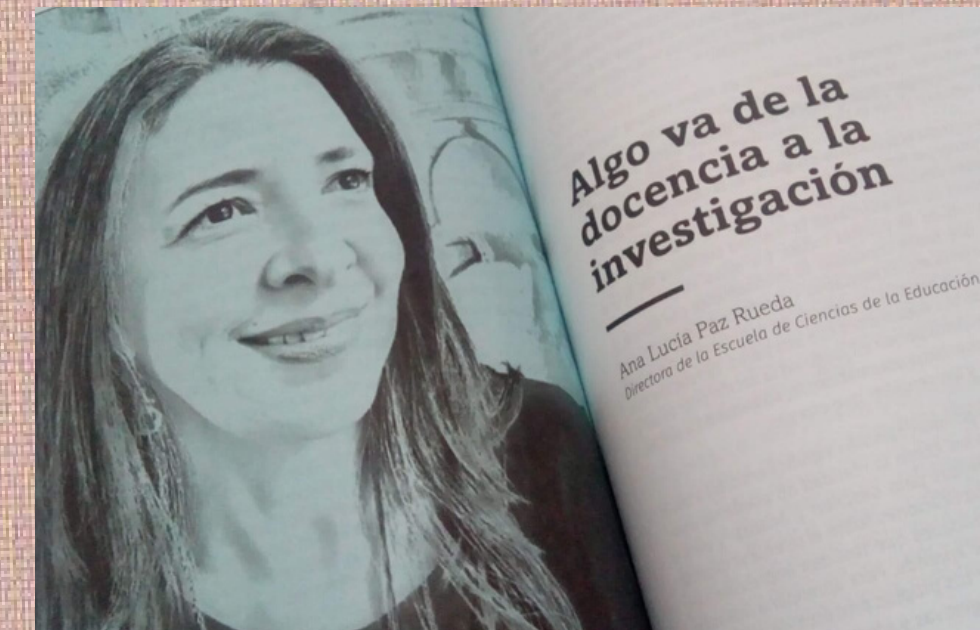 Algo va de la
docencia a la
investigación
Ana Lucía Paz Rueda
Directora de la Escuela de Ciencias de la Educación